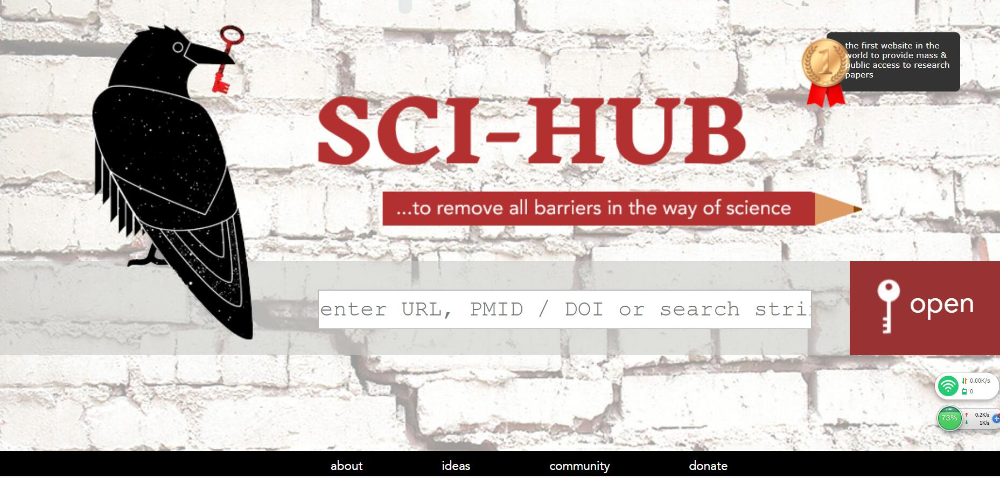 the first website in the
world to provide mass &
public access to research
papers
1
SCI-HUB
...to remove all barriers in the way of science
enter URL, PMID / DOI or search stri
open
0.00K/s
0
73%
0.2K/s
1K/s
about
ideas
community
donate